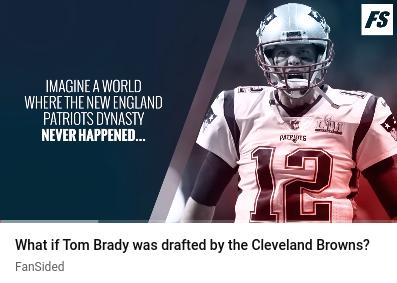 FS
IMAGINE A WORLD
WHERE THE NEW ENGLAND
PATRIOTS DYNASTY
NEVER HAPPENED...
PATRIOTS
LII
12
What if Tom Brady was drafted by the Cleveland Browns?
FanSided